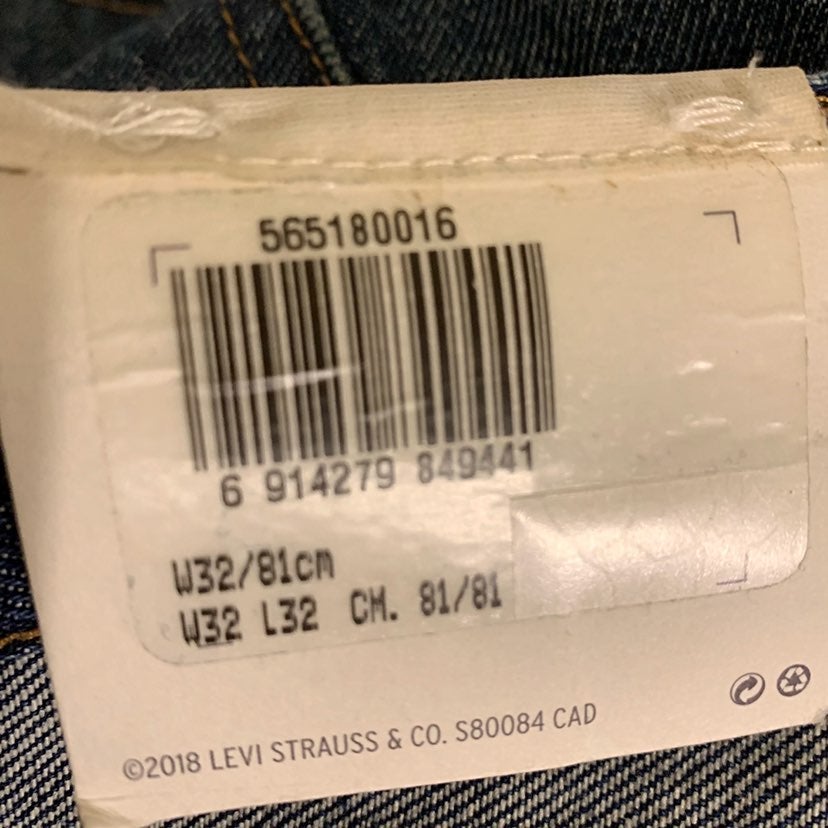 565180016
6 914279 849441
W32/81cm
W32 L32 CM. 81/81
©2018 LEVI STRAUSS & CO. S80084 CAD